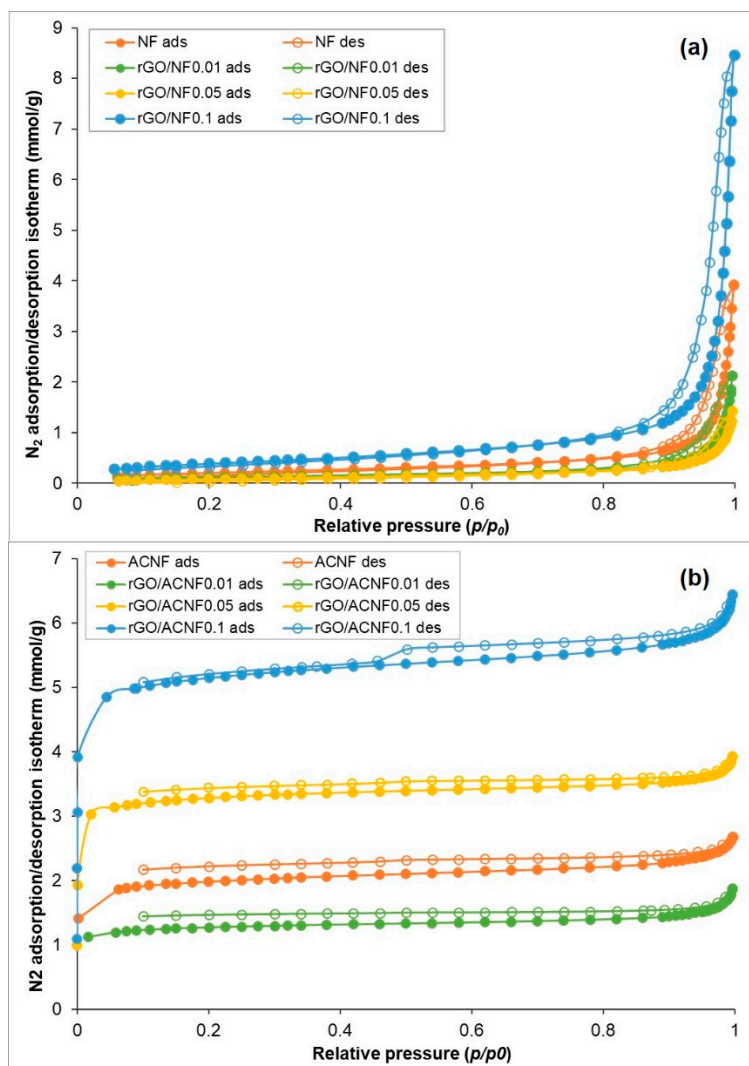 (a)
NF ads NF des
rGO/NF0.01 ads rGO/NF0.01 des
rGO/NF0.05 ads rGO/NF0.05 des
rGO/NF0.1 ads rGO/NF0.1 des
N₂ adsorption/desorption isotherm (mmol/g)
9
8
7
6
5
4
3
2
1
0
0 0.2 0.4 0.6 0.8 1
Relative pressure (p/p₀)
(b)
ACNF ads ACNF des
rGO/ACNF0.01 ads rGO/ACNF0.01 des
rGO/ACNF0.05 ads rGO/ACNF0.05 des
rGO/ACNF0.1 ads rGO/ACNF0.1 des
N2 adsorption/desorption isotherm (mmol/g)
7
6
5
4
3
2
1
0
0 0.2 0.4 0.6 0.8 1
Relative pressure (p/p0)